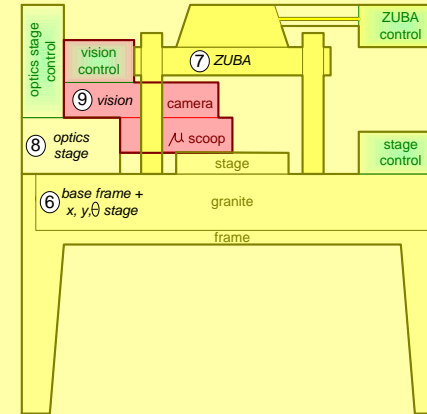 optics stage
control
ZUBA
control
vision
control
7 ZUBA
9 vision
camera
μ scoop
8 optics
stage
stage
stage
control
6 base frame +
x, y,θ stage
granite
frame